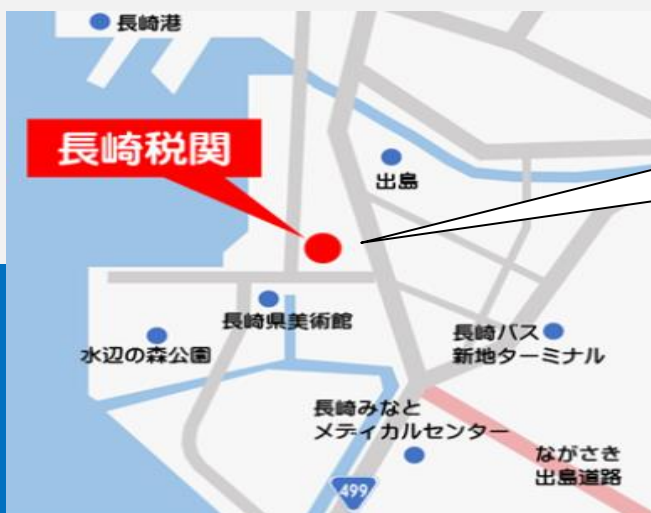 長崎港
長崎税関
出島
長崎県美術館
水辺の森公園
長崎バス
新地ターミナル
長崎みなと
メディカルセンター
ながさき
出島道路
499